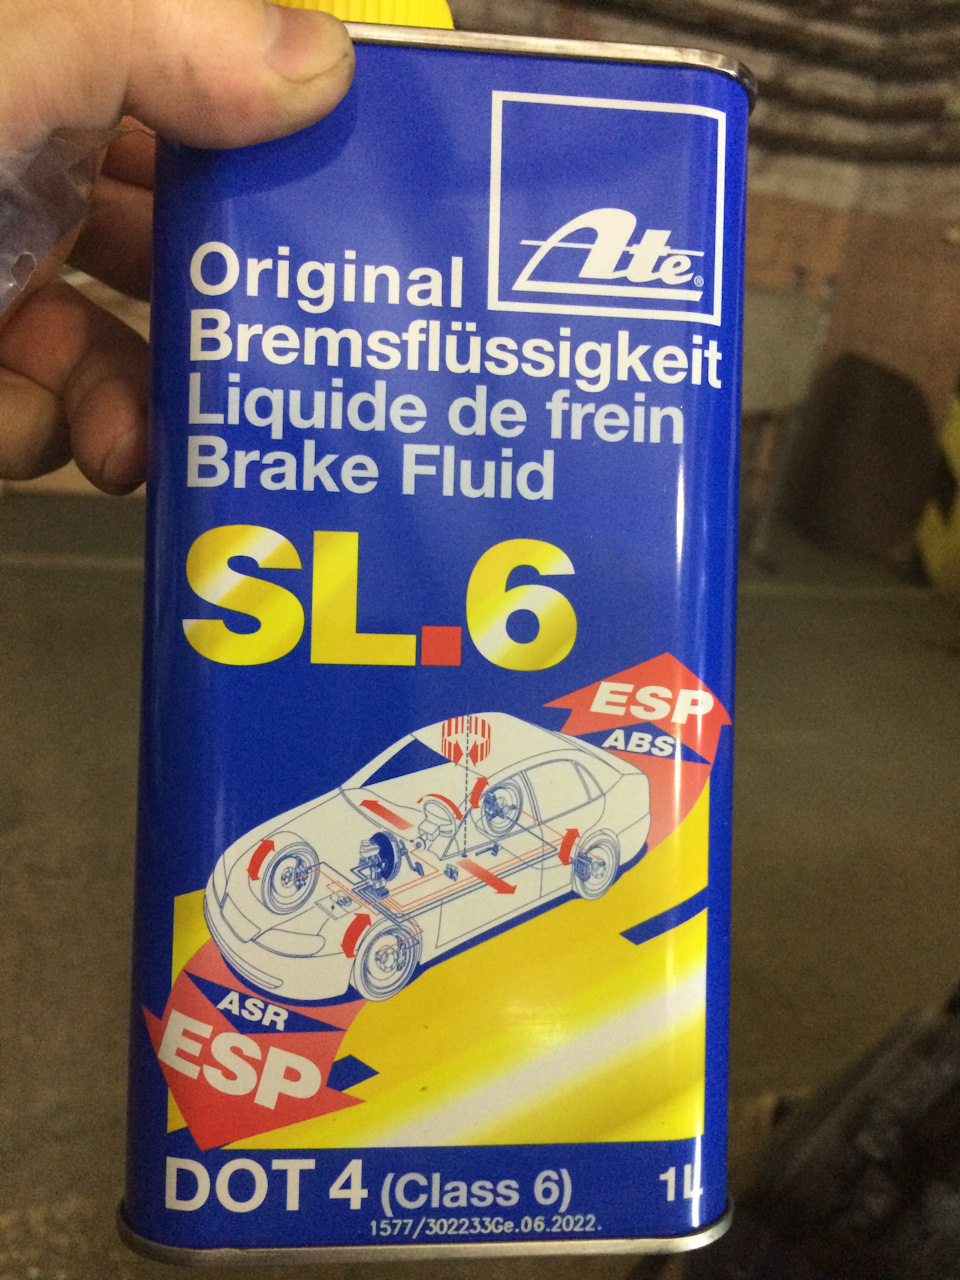 Ate®
Original
Bremsflüssigkeit
Liquide de frein
Brake Fluid
SL.6
ESP
ABS
ASR
ESP
DOT 4 (Class 6) 1L
1577/302233Ge.06.2022.